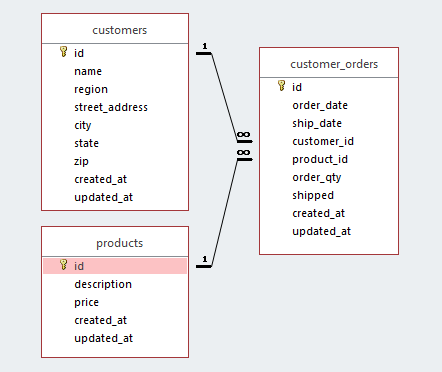 customers
id
name
region
street_address
city
state
zip
created_at
updated_at
products
id
description
price
created_at
updated_at
1
∞
∞
1
customer_orders
id
order_date
ship_date
customer_id
product_id
order_qty
shipped
created_at
updated_at